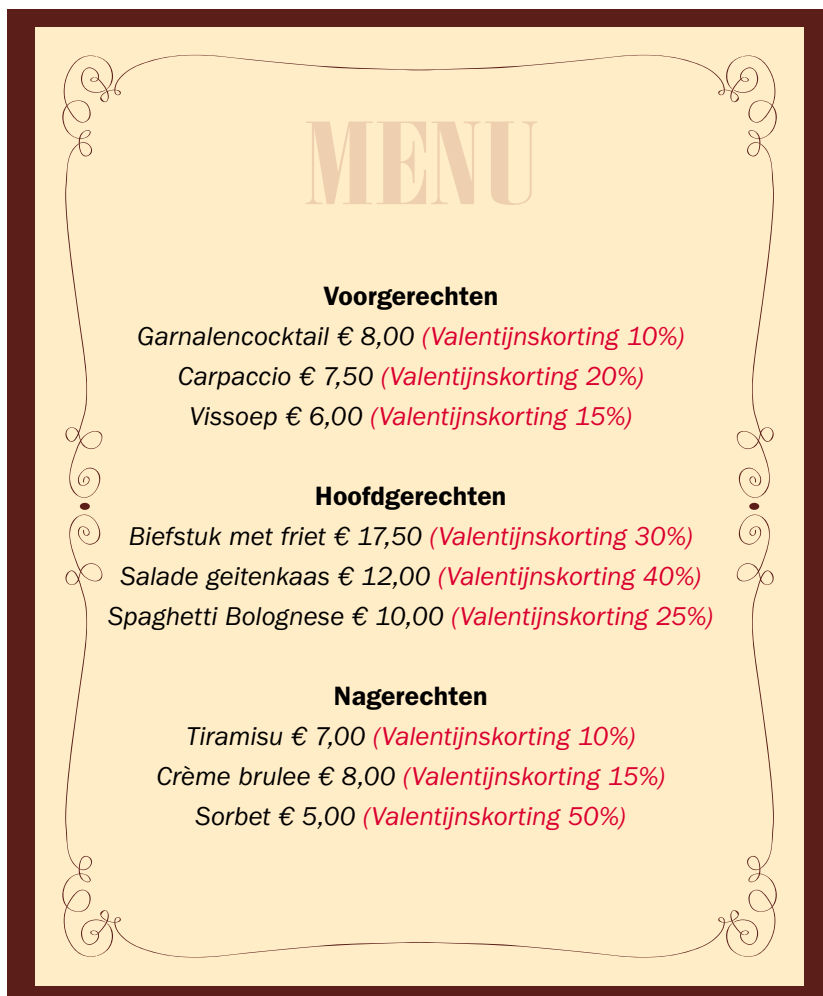 MENU
Voorgerechten
Garnalencocktail € 8,00 (Valentijnskorting 10%)
Carpaccio € 7,50 (Valentijnskorting 20%)
Vissoep € 6,00 (Valentijnskorting 15%)
Hoofdgerechten
Biefstuk met friet € 17,50 (Valentijnskorting 30%)
Salade geitenkaas € 12,00 (Valentijnskorting 40%)
Spaghetti Bolognese € 10,00 (Valentijnskorting 25%)
Nagerechten
Tiramisu € 7,00 (Valentijnskorting 10%)
Crème brulee € 8,00 (Valentijnskorting 15%)
Sorbet € 5,00 (Valentijnskorting 50%)